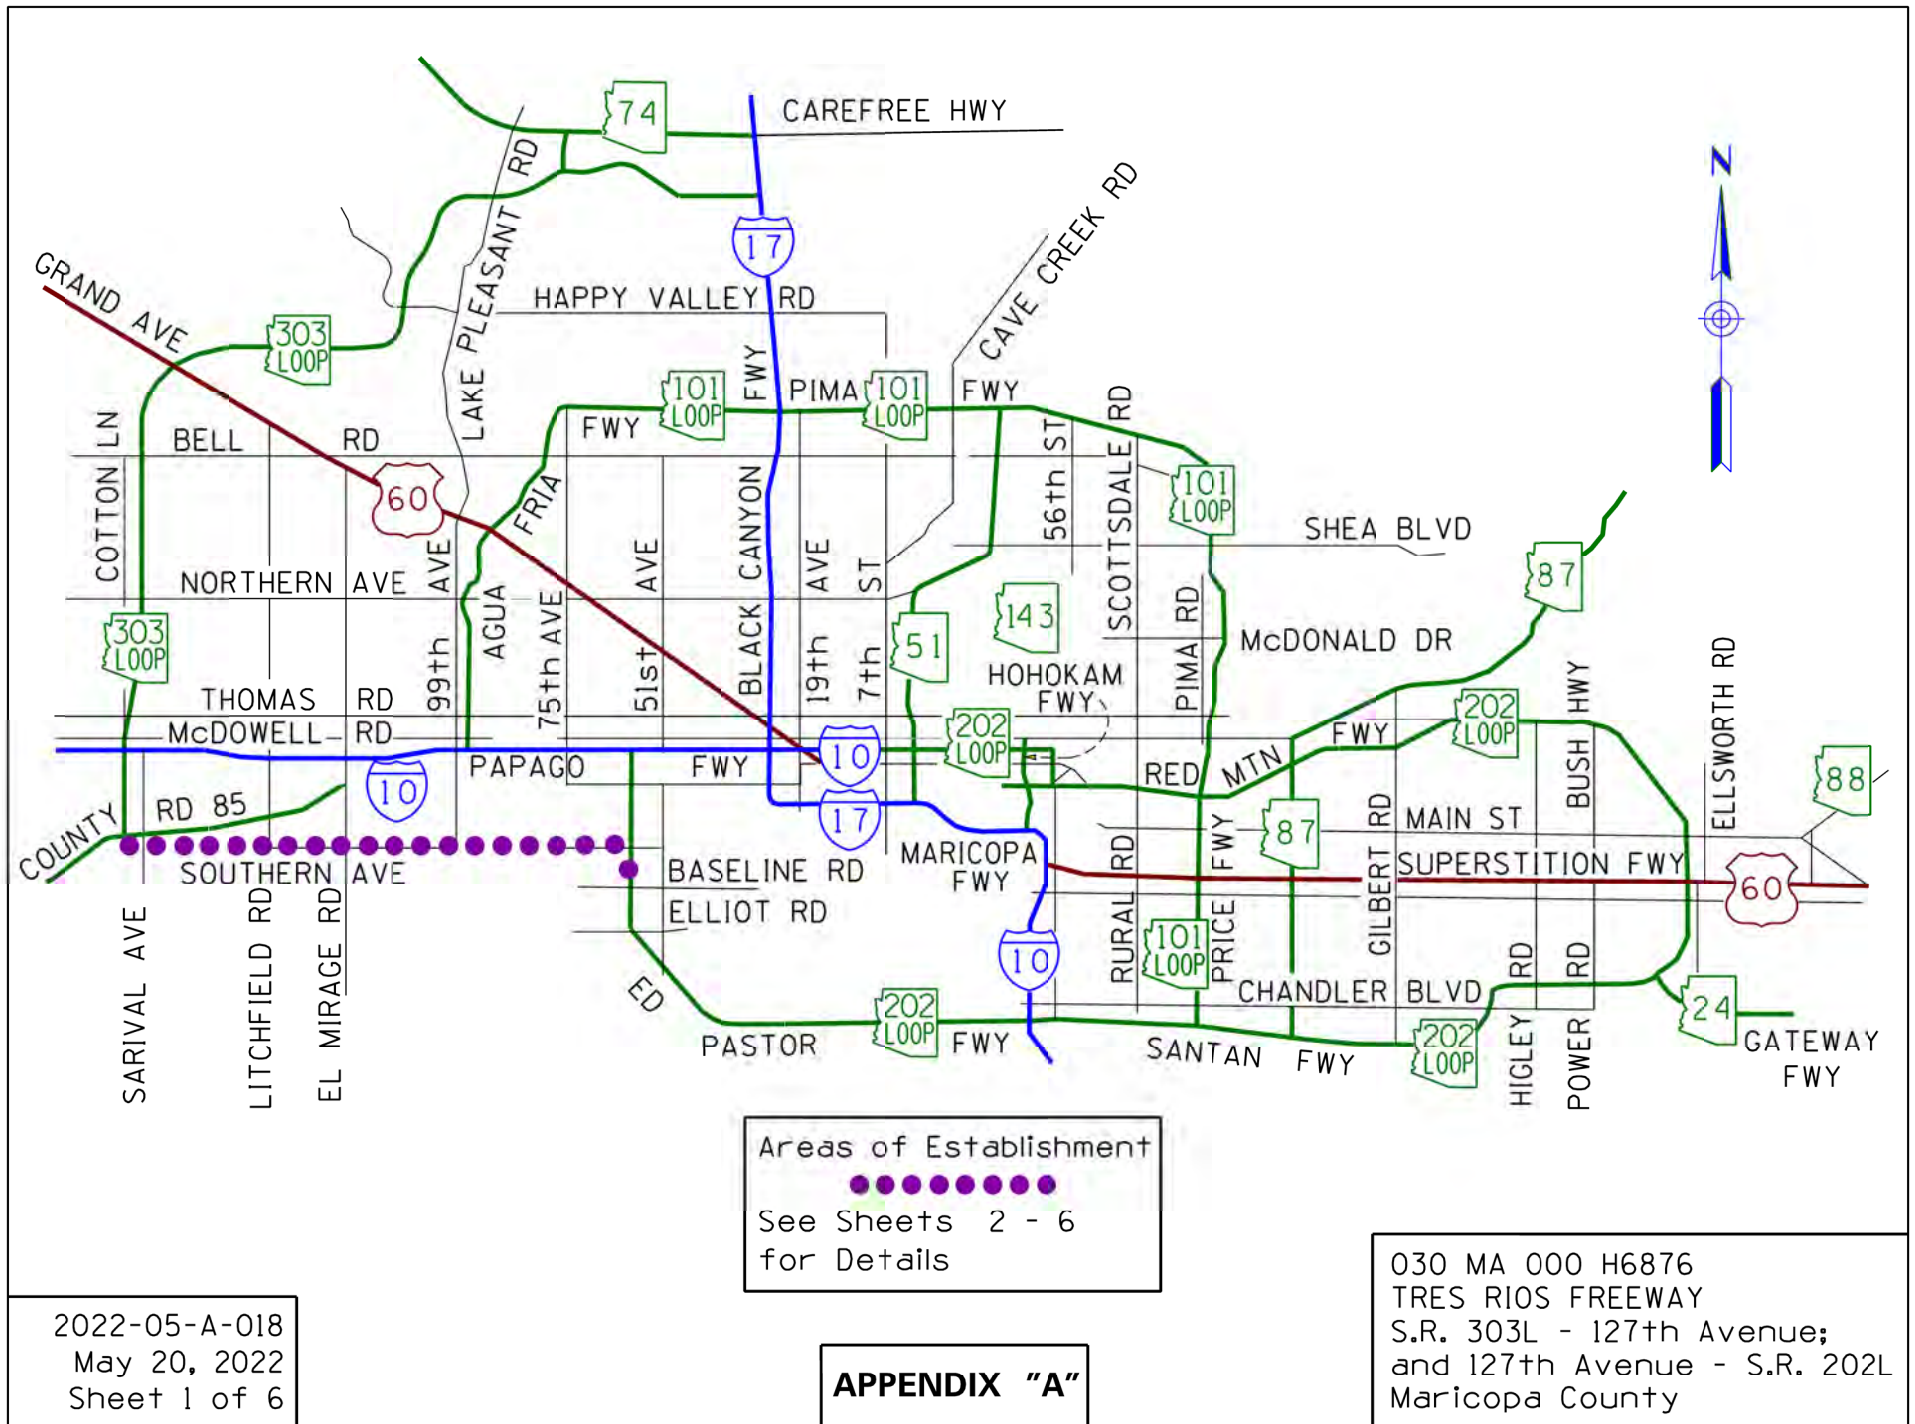 74
CAREFREE HWY
N
LAKE PLEASANT RD
CAVE CREEK RD
17
GRAND AVE
HAPPY VALLEY RD
303
LOOP
101
LOOP
FWY
PIMA
101
LOOP
FWY
FWY
COTTON LN
BELL RD
60
AGUA FRIA
BLACK CANYON
56th ST
SCOTTSDALE RD
101
LOOP
SHEA BLVD
87
NORTHERN AVE
99th AVE
75th AVE
51st AVE
19th AVE
7th ST
143
51
HOHOKAM
FWY
PIMA RD
McDONALD DR
303
LOOP
THOMAS RD
McDOWELL RD
PAPAGO FWY
10
10
17
202
LOOP
RED MTN FWY
202
LOOP
BUSH HWY
ELLSWORTH RD
88
COUNTY RD 85
87
GILBERT RD
MAIN ST
SUPERSTITION FWY
60
MARICOPA
FWY
RURAL RD
PRICE FWY
SOUTHERN AVE
BASELINE RD
ELLIOT RD
SARIVAL AVE
LITCHFIELD RD
EL MIRAGE RD
10
101
LOOP
CHANDLER BLVD
HIGLEY RD
POWER RD
24
GATEWAY
FWY
ED PASTOR FWY
202
LOOP
SANTAN FWY
202
LOOP
Areas of Establishment
See Sheets 2 - 6
for Details
2022-05-A-018
May 20, 2022
Sheet 1 of 6
APPENDIX "A"
030 MA 000 H6876
TRES RIOS FREEWAY
S.R. 303L - 127th Avenue;
and 127th Avenue - S.R. 202L
Maricopa County